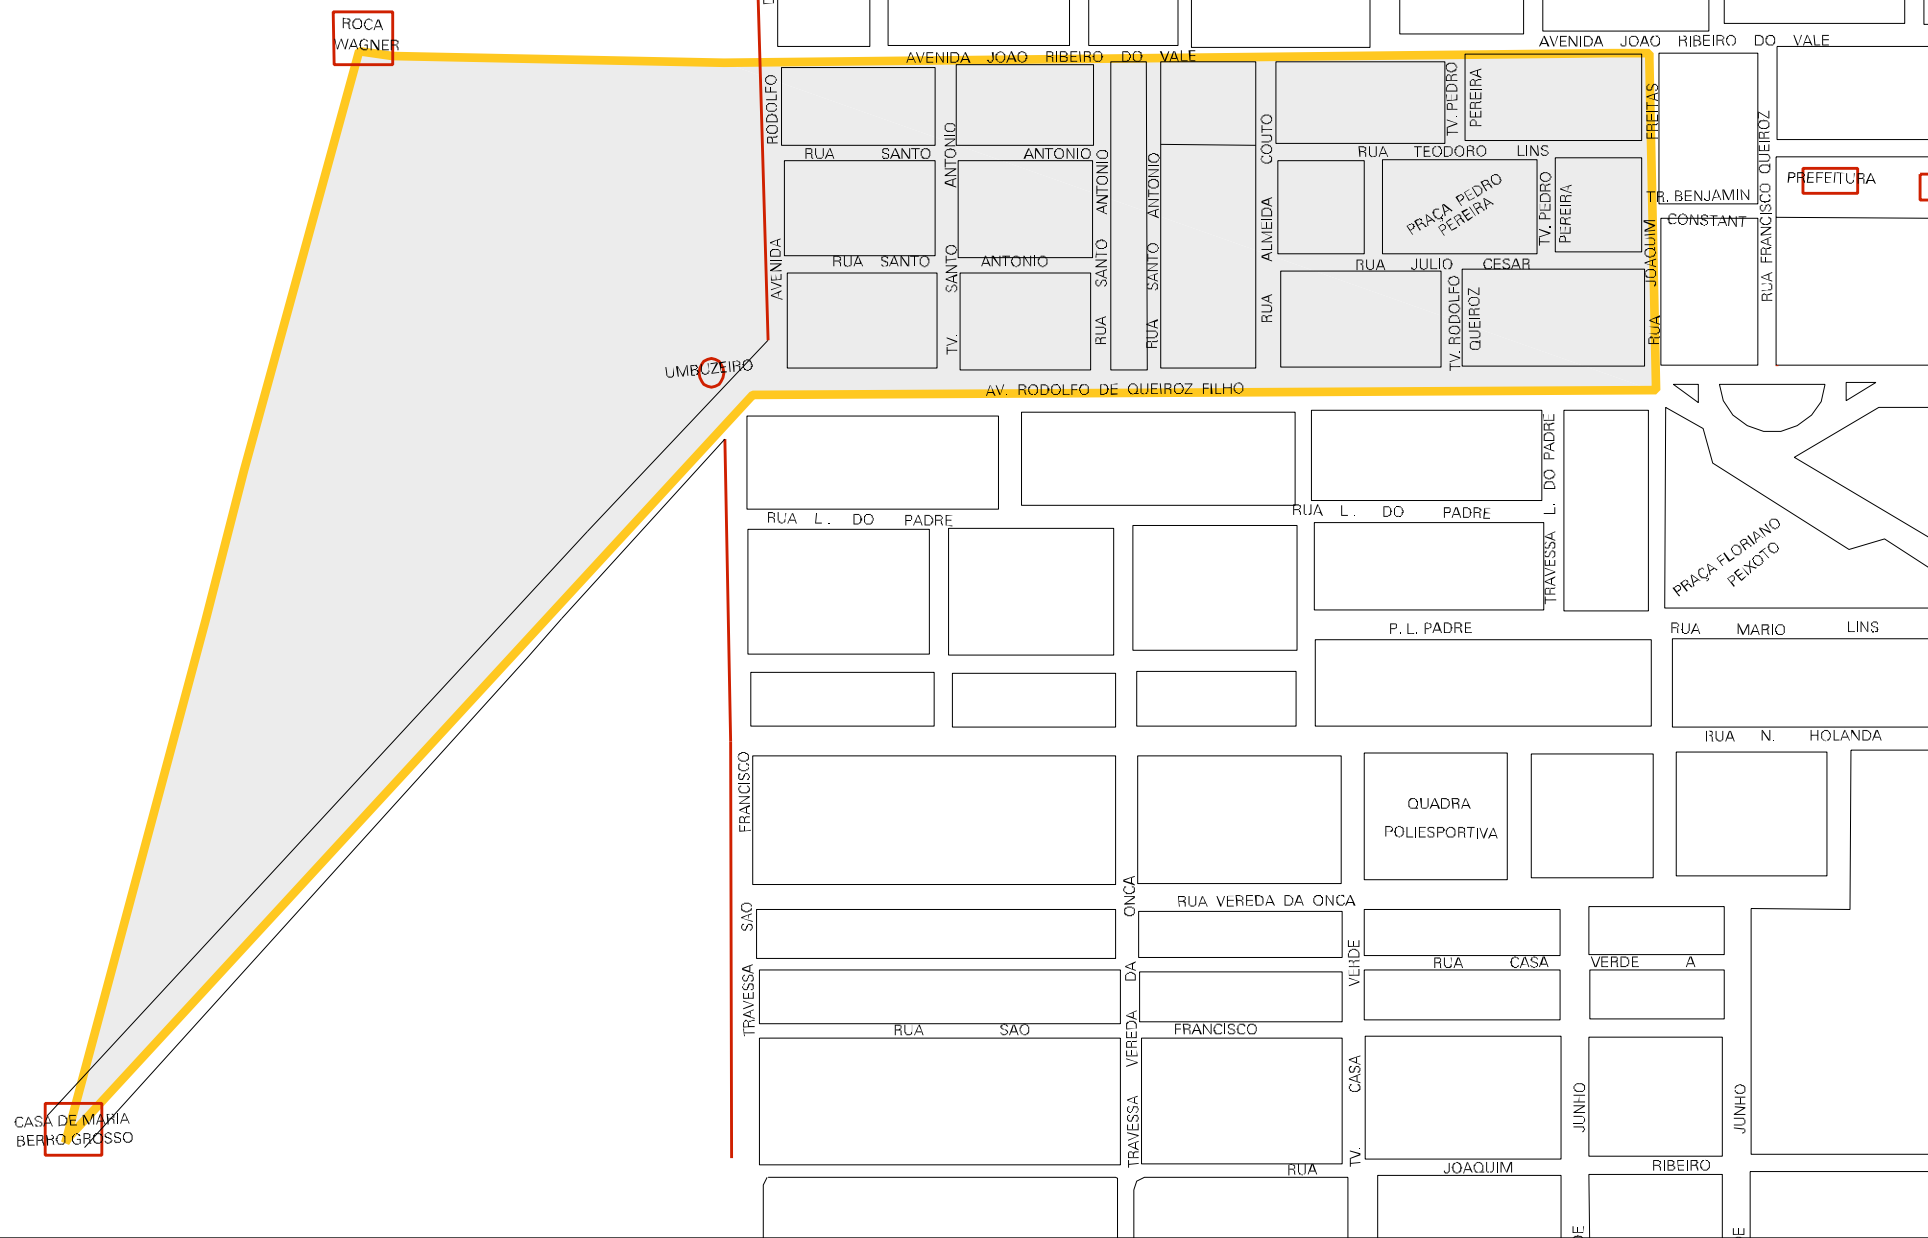 ROCA
WAGNER
AVENIDA JOAO RIBEIRO DO VALE
AVENIDA JOAO RIBEIRO DO VALE
AVENIDA RODOLFO
RUA SANTO ANTONIO
TV. SANTO ANTONIO
RUA SANTO ANTONIO
RUA SANTO ANTONIO
RUA ALMEIDA COUTO
TV. PEDRO
PEREIRA
RUA TEODORO LINS
RUA JOAQUIM FREITAS
RUA FRANCISCO QUEIROZ
PREFEITURA
TR. BENJAMIN
CONSTANT
PRAÇA PEDRO
PEREIRA
TV. PEDRO
PEREIRA
RUA SANTO ANTONIO
RUA JULIO CESAR
TV. RODOLFO
QUEIROZ
UMBUZEIRO
AV. RODOLFO DE QUEIROZ FILHO
TRAVESSA L. DO PADRE
RUA L. DO PADRE
RUA L. DO PADRE
PRAÇA FLORIANO
PEIXOTO
P. L. PADRE
RUA MARIO LINS
RUA N. HOLANDA
TRAVESSA SAO FRANCISCO
QUADRA
POLIESPORTIVA
TRAVESSA VEREDA DA ONCA
RUA VEREDA DA ONCA
TV. CASA VERDE
RUA CASA VERDE A
RUA SAO FRANCISCO
JUNHO
JUNHO
CASA DE MARIA
BERRO GROSSO
RUA JOAQUIM RIBEIRO
DE
DE